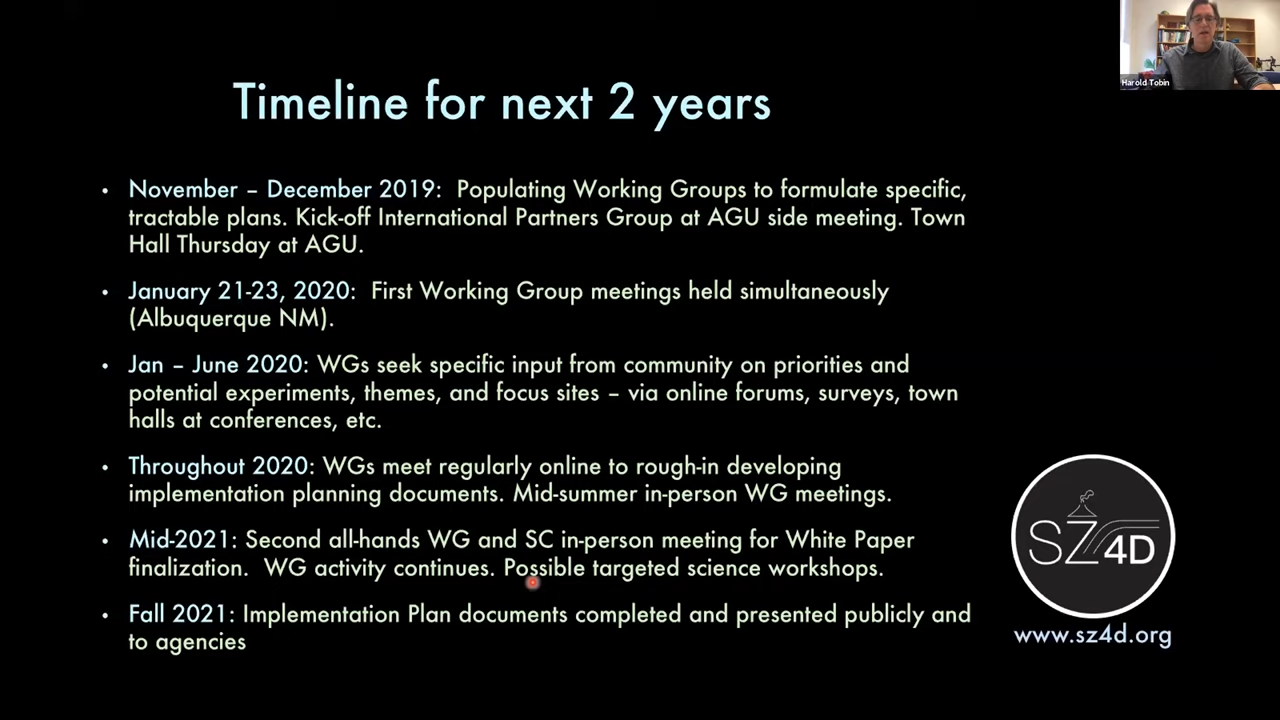 Harold Tobin
Timeline for next 2 years
• November – December 2019: Populating Working Groups to formulate specific,
tractable plans. Kick-off International Partners Group at AGU side meeting. Town
Hall Thursday at AGU.
• January 21-23, 2020: First Working Group meetings held simultaneously
(Albuquerque NM).
• Jan – June 2020: WGs seek specific input from community on priorities and
potential experiments, themes, and focus sites – via online forums, surveys, town
halls at conferences, etc.
• Throughout 2020: WGs meet regularly online to rough-in developing
implementation planning documents. Mid-summer in-person WG meetings.
• Mid-2021: Second all-hands WG and SC in-person meeting for White Paper
finalization. WG activity continues. Possible targeted science workshops.
• Fall 2021: Implementation Plan documents completed and presented publicly and
to agencies
SZ4D
www.sz4d.org